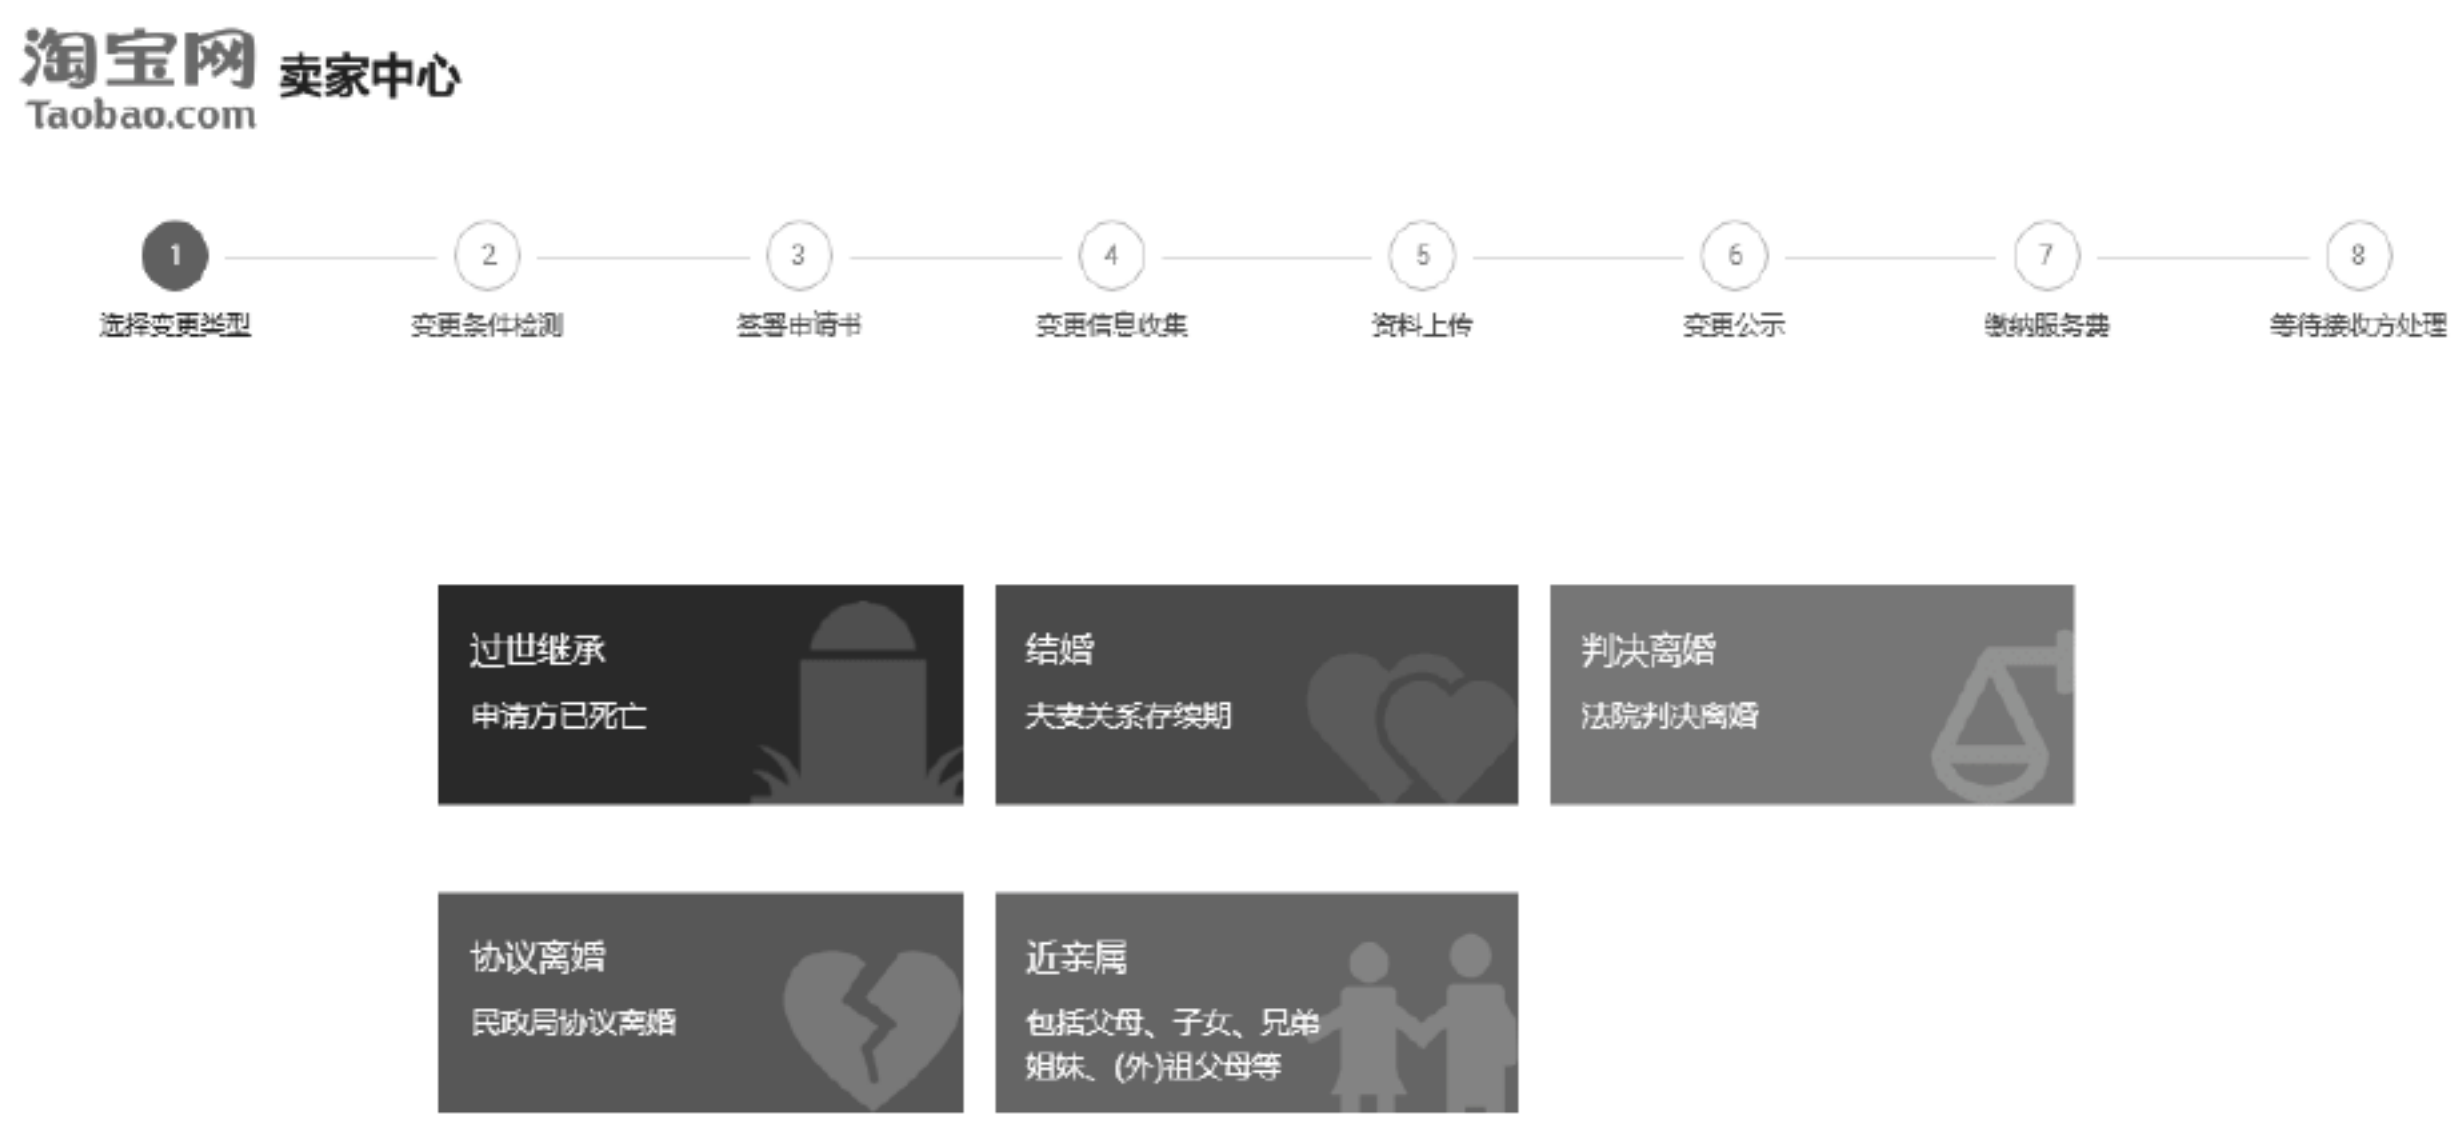 淘宝网
Taobao.com
卖家中心
1
2
3
4
5
6
7
8
选择变更类型
变更条件检测
签署申请书
变更信息收集
资料上传
变更公示
缴纳服务费
等待接收方处理
过世继承
申请方已死亡
结婚
夫妻关系存续期
判决离婚
法院判决离婚
协议离婚
民政局协议离婚
近亲属
包括父母、子女、兄弟
姐妹、(外)祖父母等